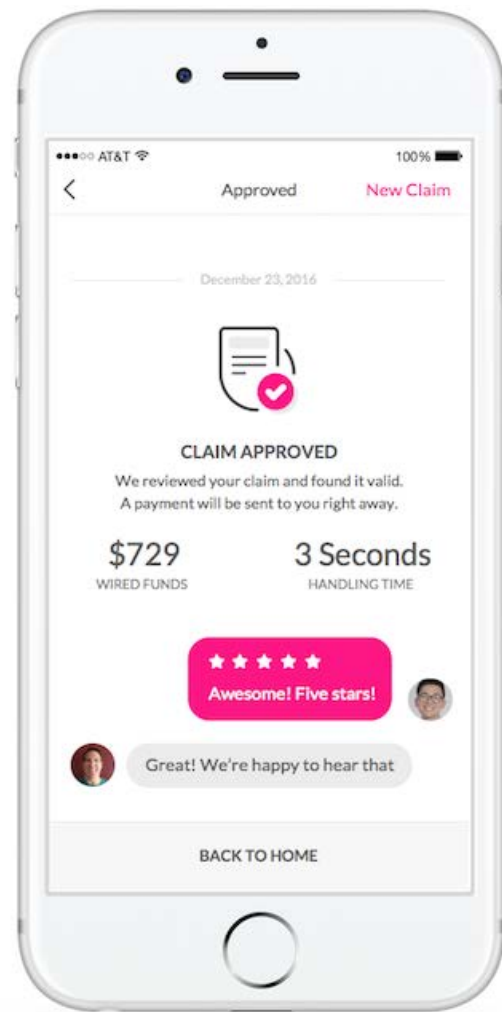 AT&T 100%
Approved New Claim
December 23, 2016
CLAIM APPROVED
We reviewed your claim and found it valid.
A payment will be sent to you right away.
$729 3 Seconds
WIRED FUNDS HANDLING TIME
Awesome! Five stars!
Great! We're happy to hear that
BACK TO HOME